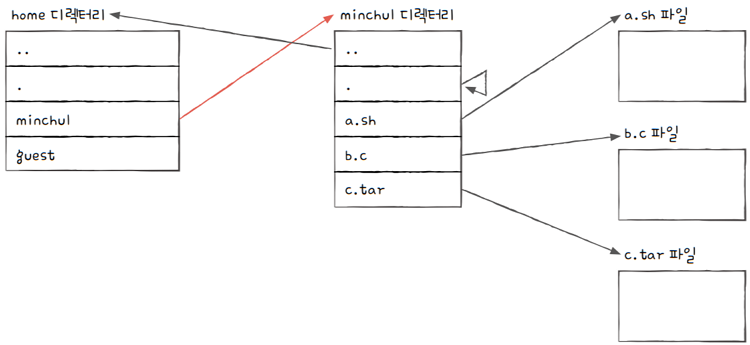 home 디렉터리
..
.
minchul
guest
minchul 디렉터리
..
.
a.sh
b.c
c.tar
a.sh 파일
b.c 파일
c.tar 파일